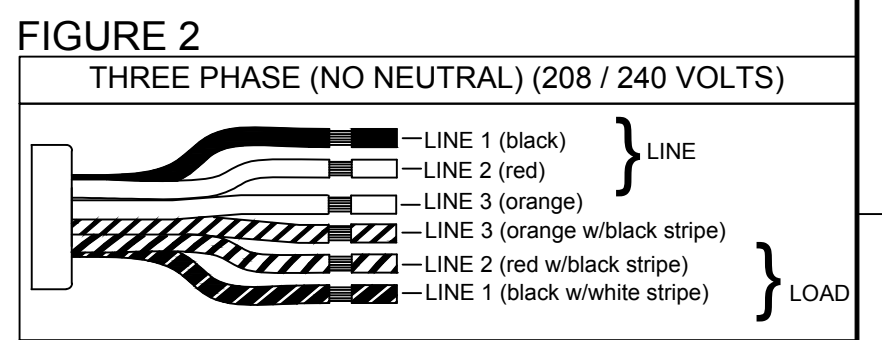 FIGURE 2
THREE PHASE (NO NEUTRAL) (208 / 240 VOLTS)
LINE 1 (black)
LINE 2 (red)
LINE
LINE 3 (orange)
LINE 3 (orange w/black stripe)
LINE 2 (red w/black stripe)
LINE 1 (black w/white stripe)
LOAD